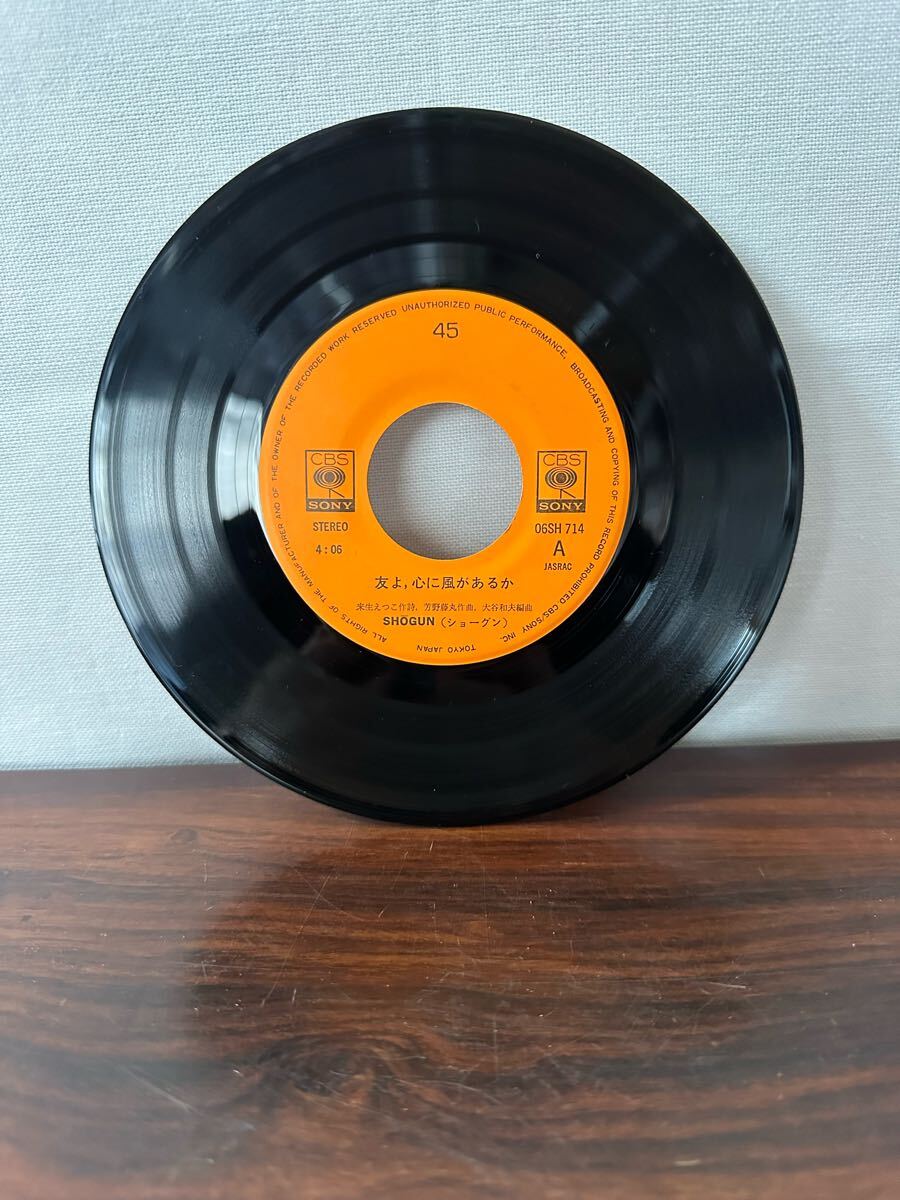 ALL RIGHTS OF THE MANUFACTURER AND OF THE OWNER OF THE RECORDED WORK RESERVED UNAUTHORIZED PUBLIC PERFORMANCE, BROADCASTING AND COPYING OF THIS RECORD PROHIBITED CBS/SONY INC. TOKYO JAPAN
45
CBS
SONY
CBS
SONY
STEREO
06SH 714
4:06
A
JASRAC
友よ,心に風があるか
来生えつこ作詩, 芳野藤丸作曲, 大谷和夫編曲
SHŌGUN (ショーグン)